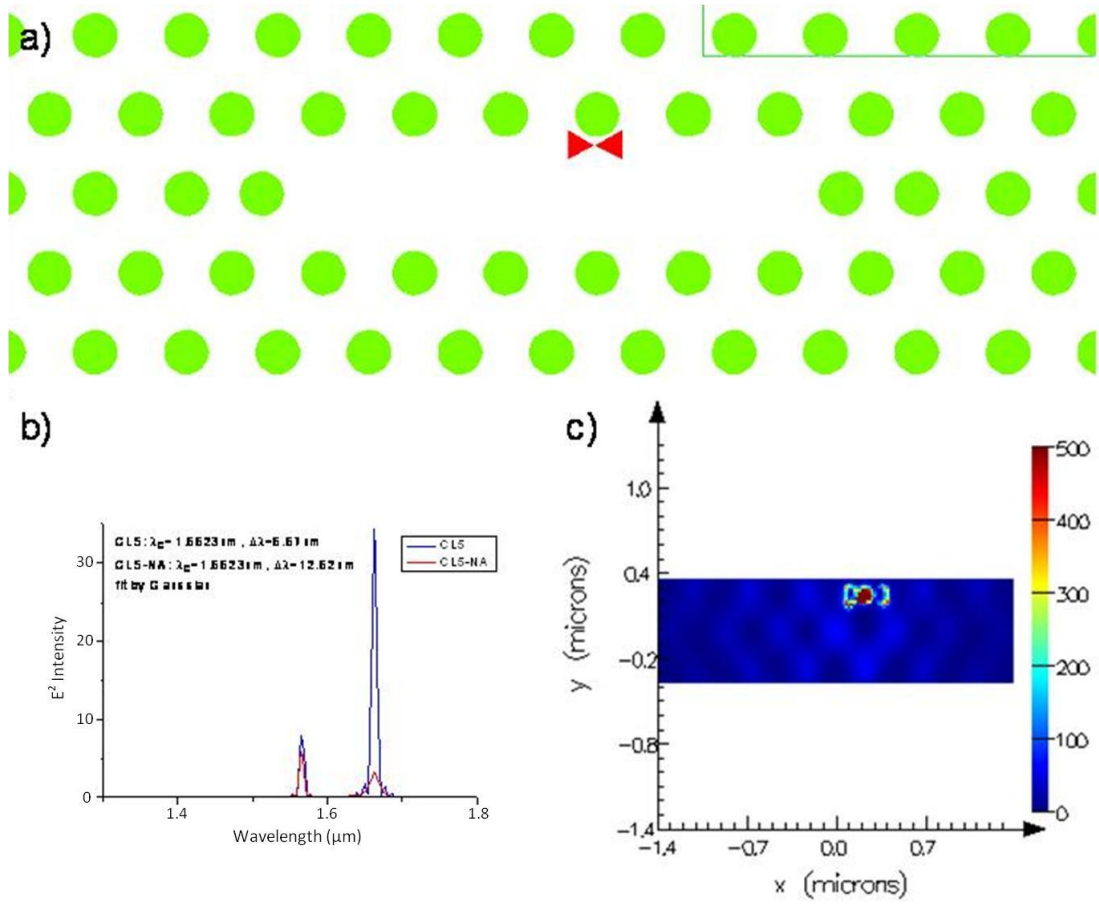 a)
b)
c)
CL5: λc= 1.6623um , Δλ=6.67nm
CL5-NA: λc= 1.6623um , Δλ=12.62nm
fit by Gaussian
CL5
CL5-NA
30
20
10
0
E² Intensity
1.4
1.6
1.8
Wavelength (μm)
1.0
0.4
−0.2
−0.8
−1.4
y (microns)
−1.4
−0.7
0.0
0.7
x (microns)
500
400
300
200
100
0